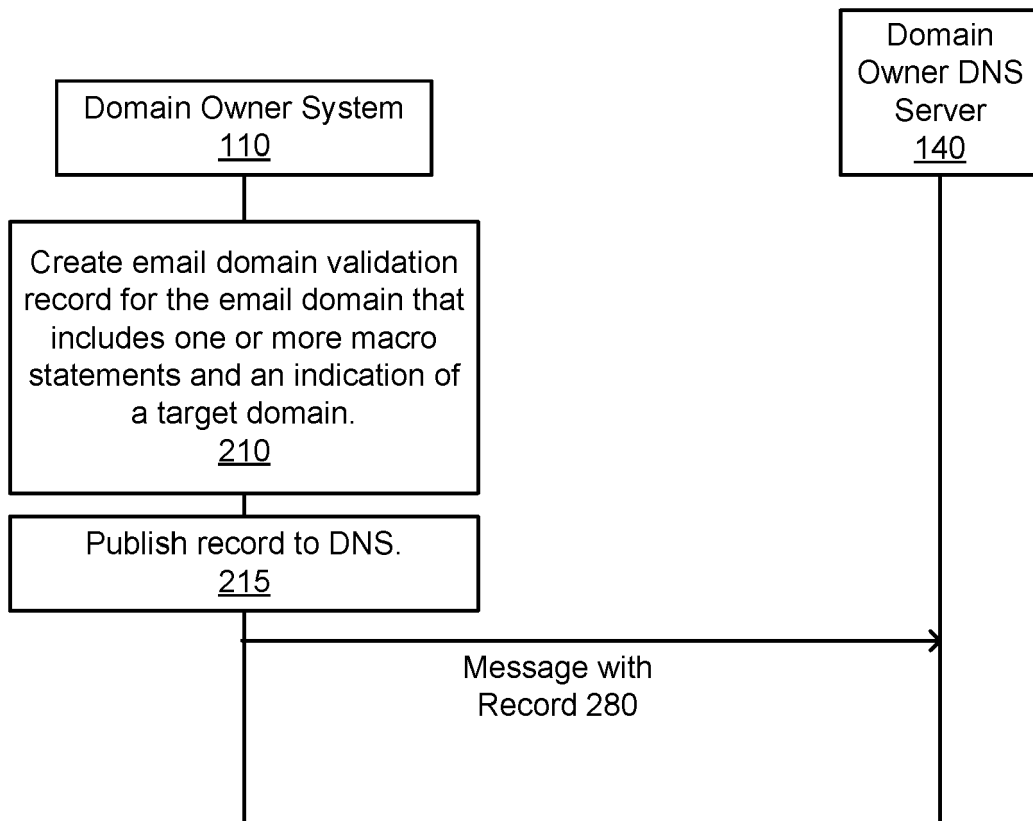 Domain
Owner DNS
Server
140
Domain Owner System
110
Create email domain validation
record for the email domain that
includes one or more macro
statements and an indication of
a target domain.
210
Publish record to DNS.
215
Message with
Record 280